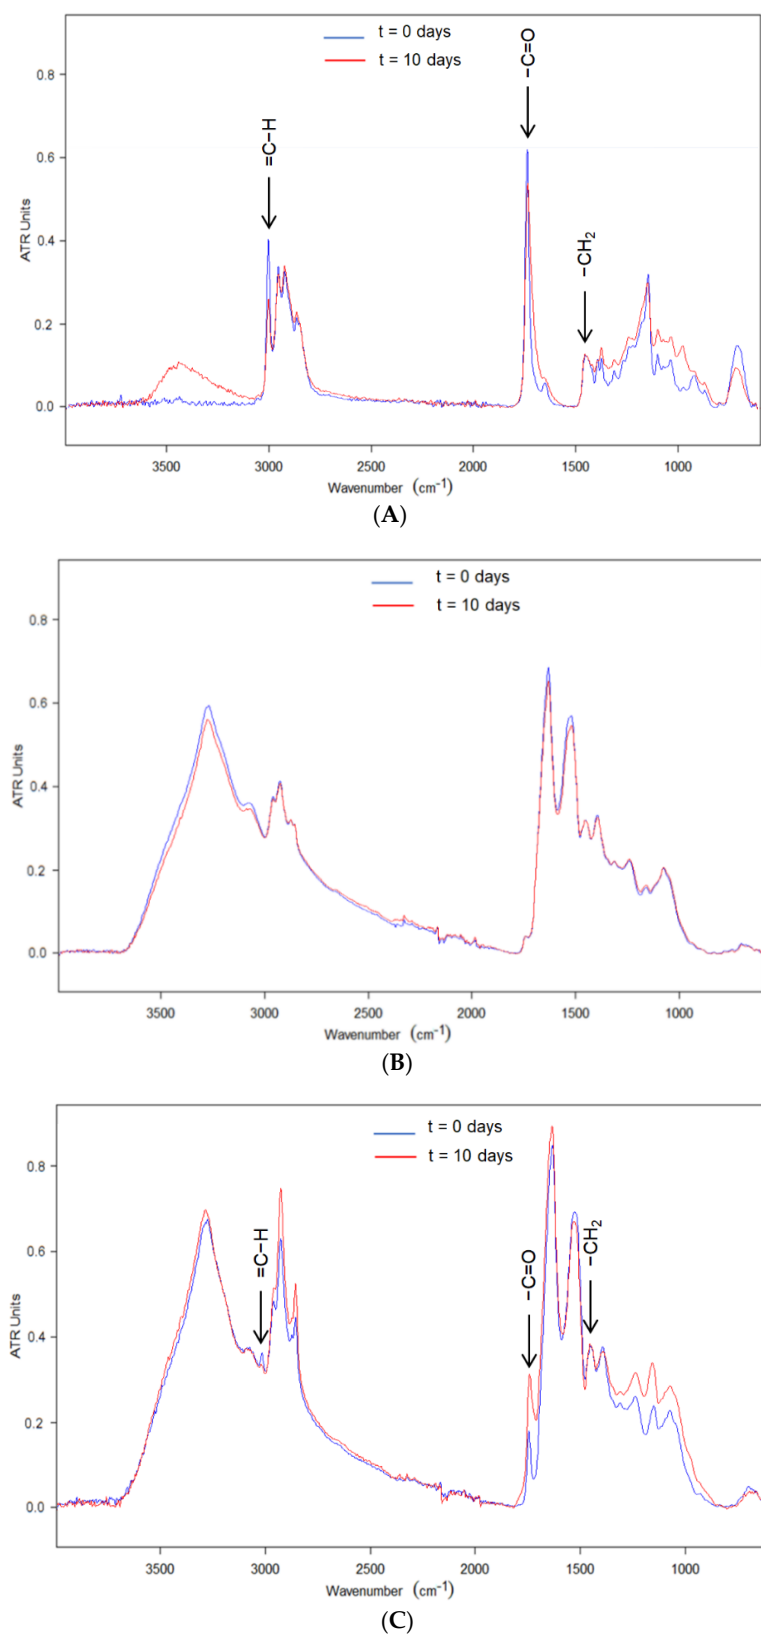 t = 0 days
t = 10 days
=C–H
–C=O
–CH2
ATR Units
0.8
0.6
0.4
0.2
0.0
3500 3000 2500 2000 1500 1000
Wavenumber (cm-1)
(A)
t = 0 days
t = 10 days
ATR Units
0.8
0.6
0.4
0.2
0.0
3500 3000 2500 2000 1500 1000
Wavenumber (cm-1)
(B)
t = 0 days
t = 10 days
=C–H
–C=O
–CH2
ATR Units
0.8
0.6
0.4
0.2
0.0
3500 3000 2500 2000 1500 1000
Wavenumber (cm-1)
(C)